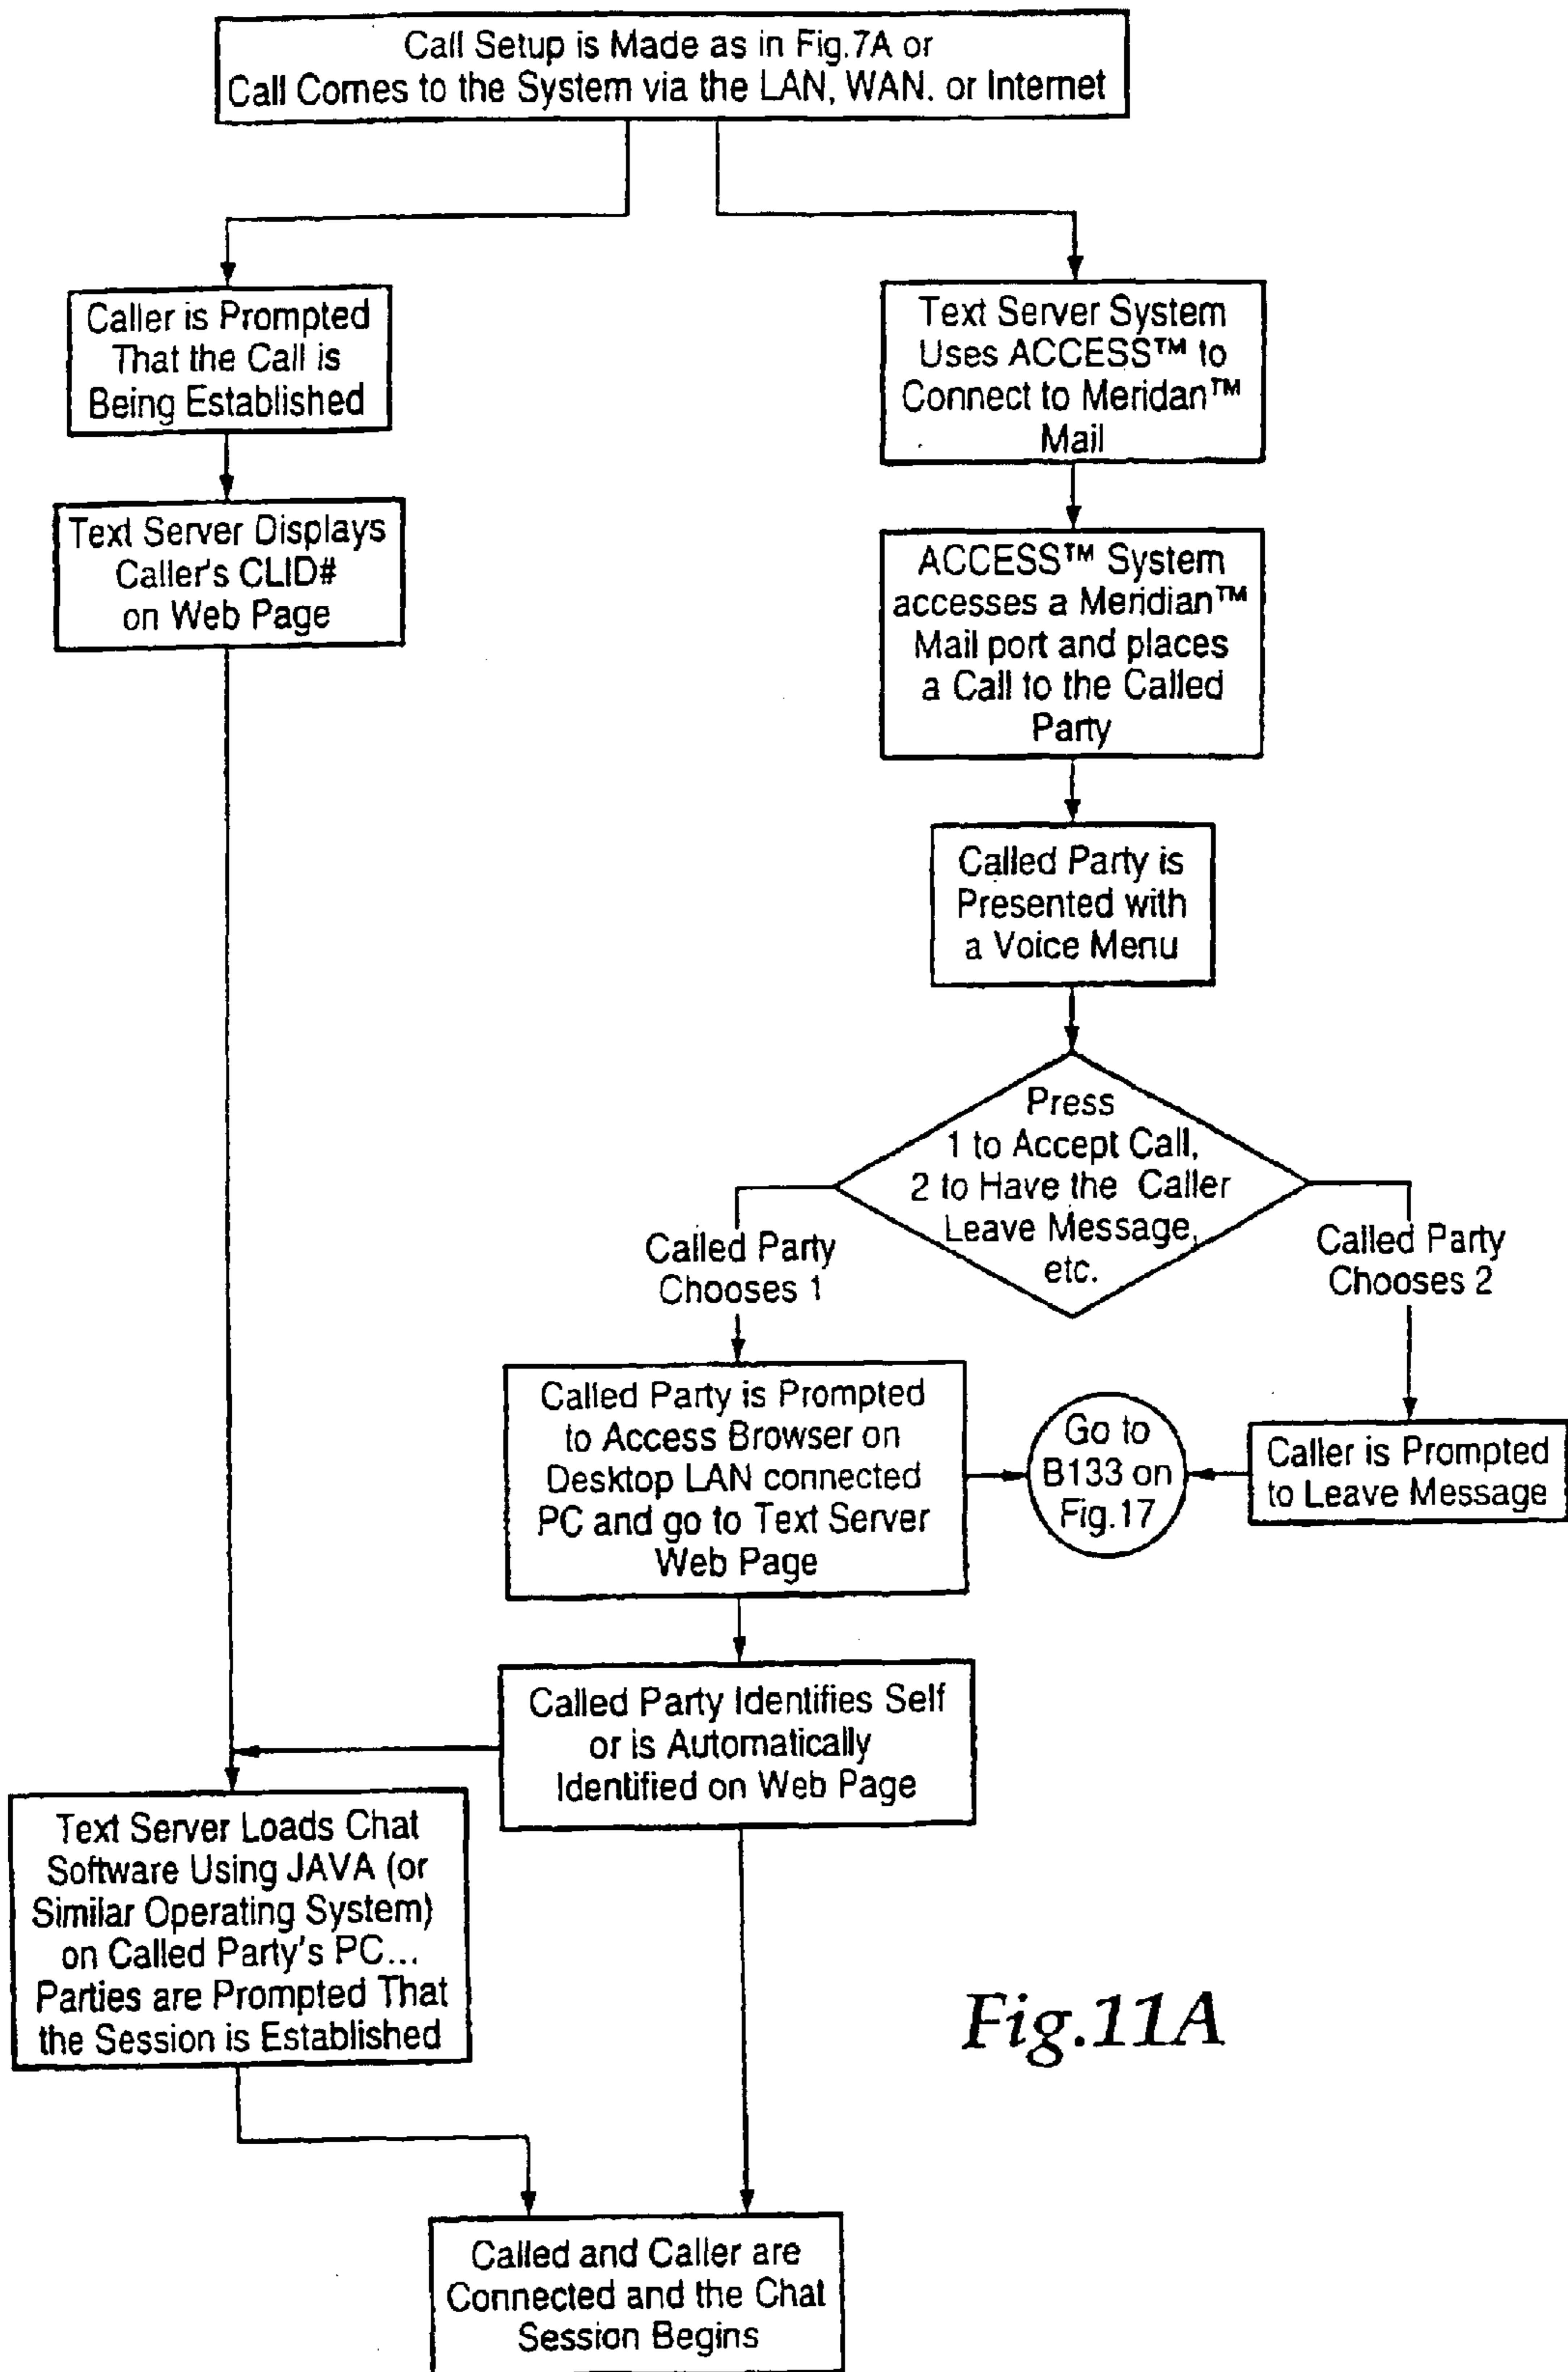 Call Setup is Made as in Fig.7A or
Call Comes to the System via the LAN, WAN. or Internet
Caller is Prompted
That the Call is
Being Established
Text Server Displays
Caller's CLID#
on Web Page
Text Server System
Uses ACCESS™ to
Connect to Meridan™
Mail
ACCESS™ System
accesses a Meridian™
Mail port and places
a Call to the Called
Party
Called Party is
Presented with
a Voice Menu
Press
1 to Accept Call,
2 to Have the Caller
Leave Message,
etc.
Called Party
Chooses 1
Called Party
Chooses 2
Called Party is Prompted
to Access Browser on
Desktop LAN connected
PC and go to Text Server
Web Page
Go to
B133 on
Fig.17
Caller is Prompted
to Leave Message
Called Party Identifies Self
or is Automatically
Identified on Web Page
Text Server Loads Chat
Software Using JAVA (or
Similar Operating System)
on Called Party's PC...
Parties are Prompted That
the Session is Established
Fig.11A
Called and Caller are
Connected and the Chat
Session Begins